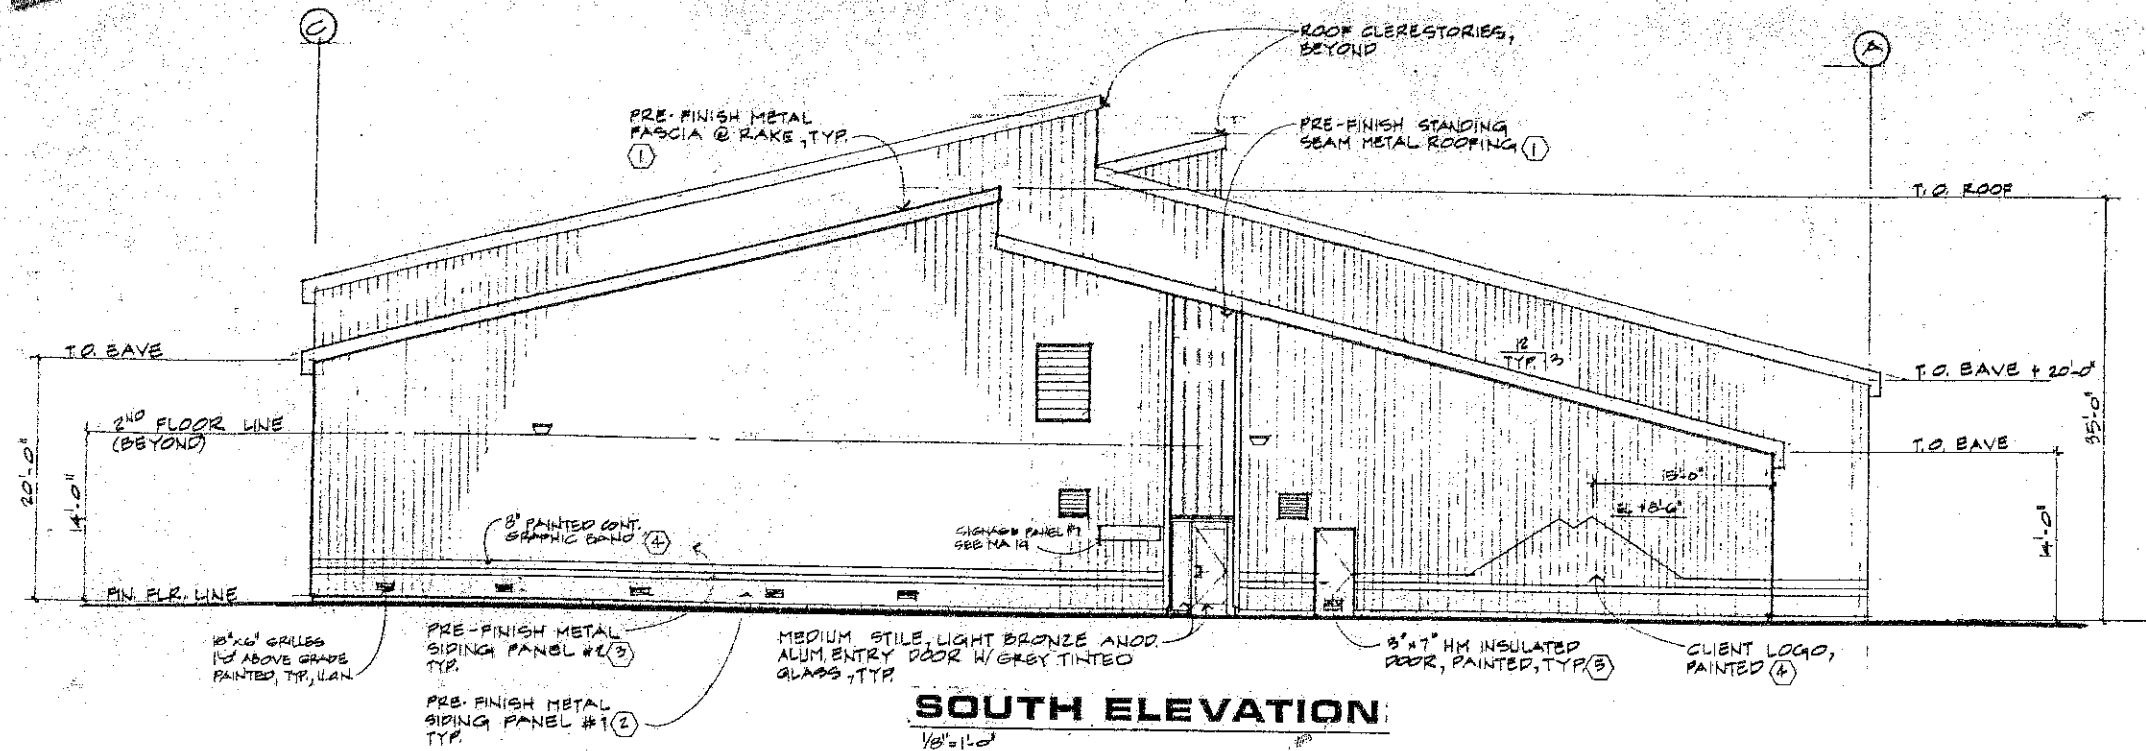 C
ROOF CLERESTORIES,
BEYOND
A
PRE-FINISH METAL
FASCIA @ RAKE, TYP.
1
PRE-FINISH STANDING
SEAM METAL ROOFING 1
T.O. ROOF
T.O. EAVE
12
TYP. 3
T.O. EAVE + 20'-0"
2ND FLOOR LINE
(BEYOND)
35'-0"
T.O. EAVE
20'-0"
14'-0"
15'-0"
8" PAINTED CONT.
GRAPHIC BAND 4
SIGNAGE PANEL #1
SEE MA 19
14'-0"
FIN. FLR. LINE
18"x6" GRILLES
1'-0" ABOVE GRADE
PAINTED, TYP., U.O.N.
PRE-FINISH METAL
SIDING PANEL #2 3
TYP.
MEDIUM STILE, LIGHT BRONZE ANOD.
ALUM. ENTRY DOOR W/ GREY TINTED
GLASS, TYP.
3'x7' HM INSULATED
DOOR, PAINTED, TYP. 5
CLIENT LOGO,
PAINTED 4
PRE-FINISH METAL
SIDING PANEL #1 2
TYP.
SOUTH ELEVATION
1/8"=1'-0"